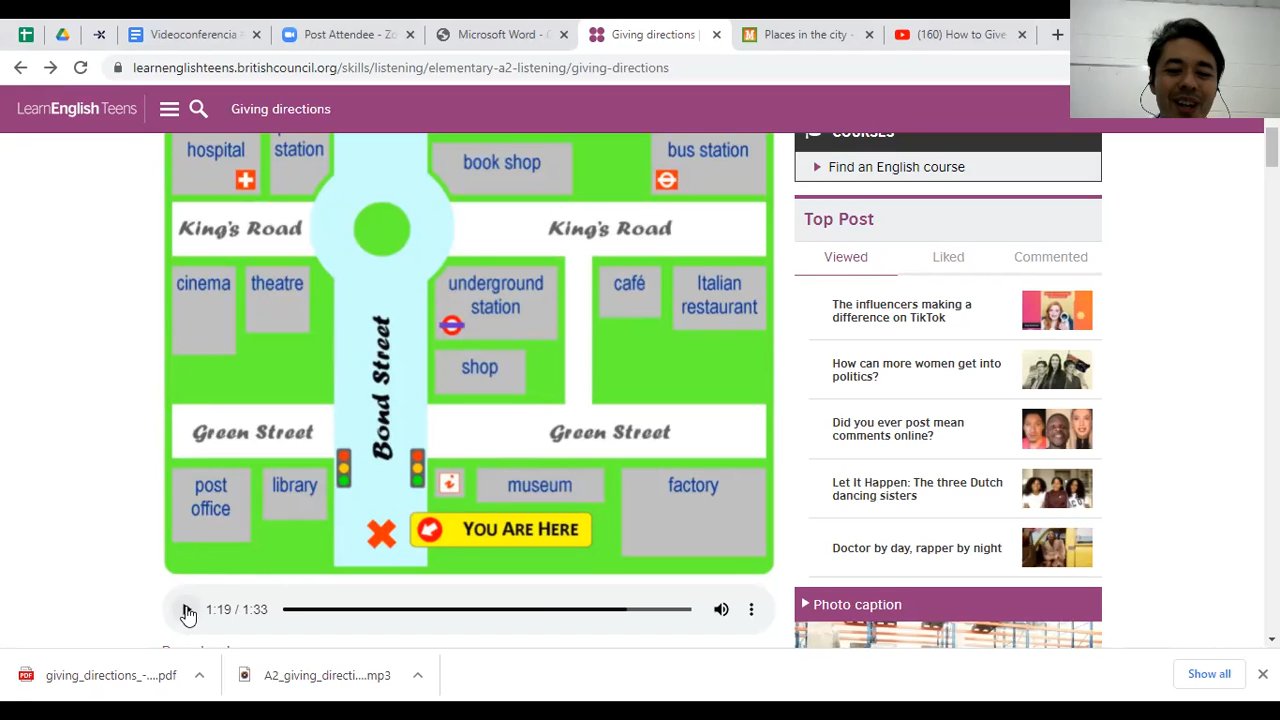 Videoconferencia
Post Attendee - Zo
Microsoft Word - (
Giving directions |
Places in the city -
(160) How to Give
learnenglishteens.britishcouncil.org/skills/listening/elementary-a2-listening/giving-directions
LearnEnglish Teens
Giving directions
hospital
station
book shop
bus station
King's Road
King's Road
cinema
theatre
underground
station
café
Italian
restaurant
shop
Bond Street
Green Street
Green Street
post
office
library
i
museum
factory
YOU ARE HERE
1:19 / 1:33
COURSES
Find an English course
Top Post
Viewed
Liked
Commented
The influencers making a
difference on TikTok
How can more women get into
politics?
Did you ever post mean
comments online?
Let It Happen: The three Dutch
dancing sisters
Doctor by day, rapper by night
Photo caption
giving_directions_-....pdf
A2_giving_directi....mp3
Show all